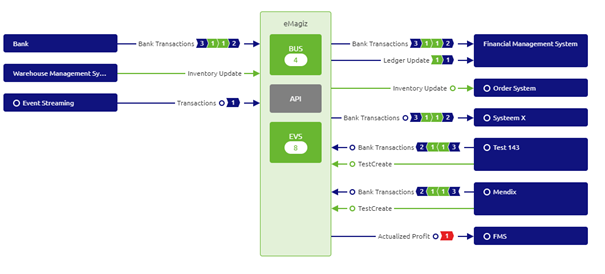 eMagiz
Bank
Bank Transactions 3 1 1 2
BUS
4
Bank Transactions 3 1 1 2
Financial Management System
Ledger Update 1 1
Warehouse Management Sy...
Inventory Update
Inventory Update
Order System
API
Event Streaming
Transactions 1
Bank Transactions 3 1 1 2
Systeem X
EVS
8
Bank Transactions 2 1 1 3
Test 143
TestCreate
Bank Transactions 2 1 1 3
Mendix
TestCreate
Actualized Profit 1
FMS